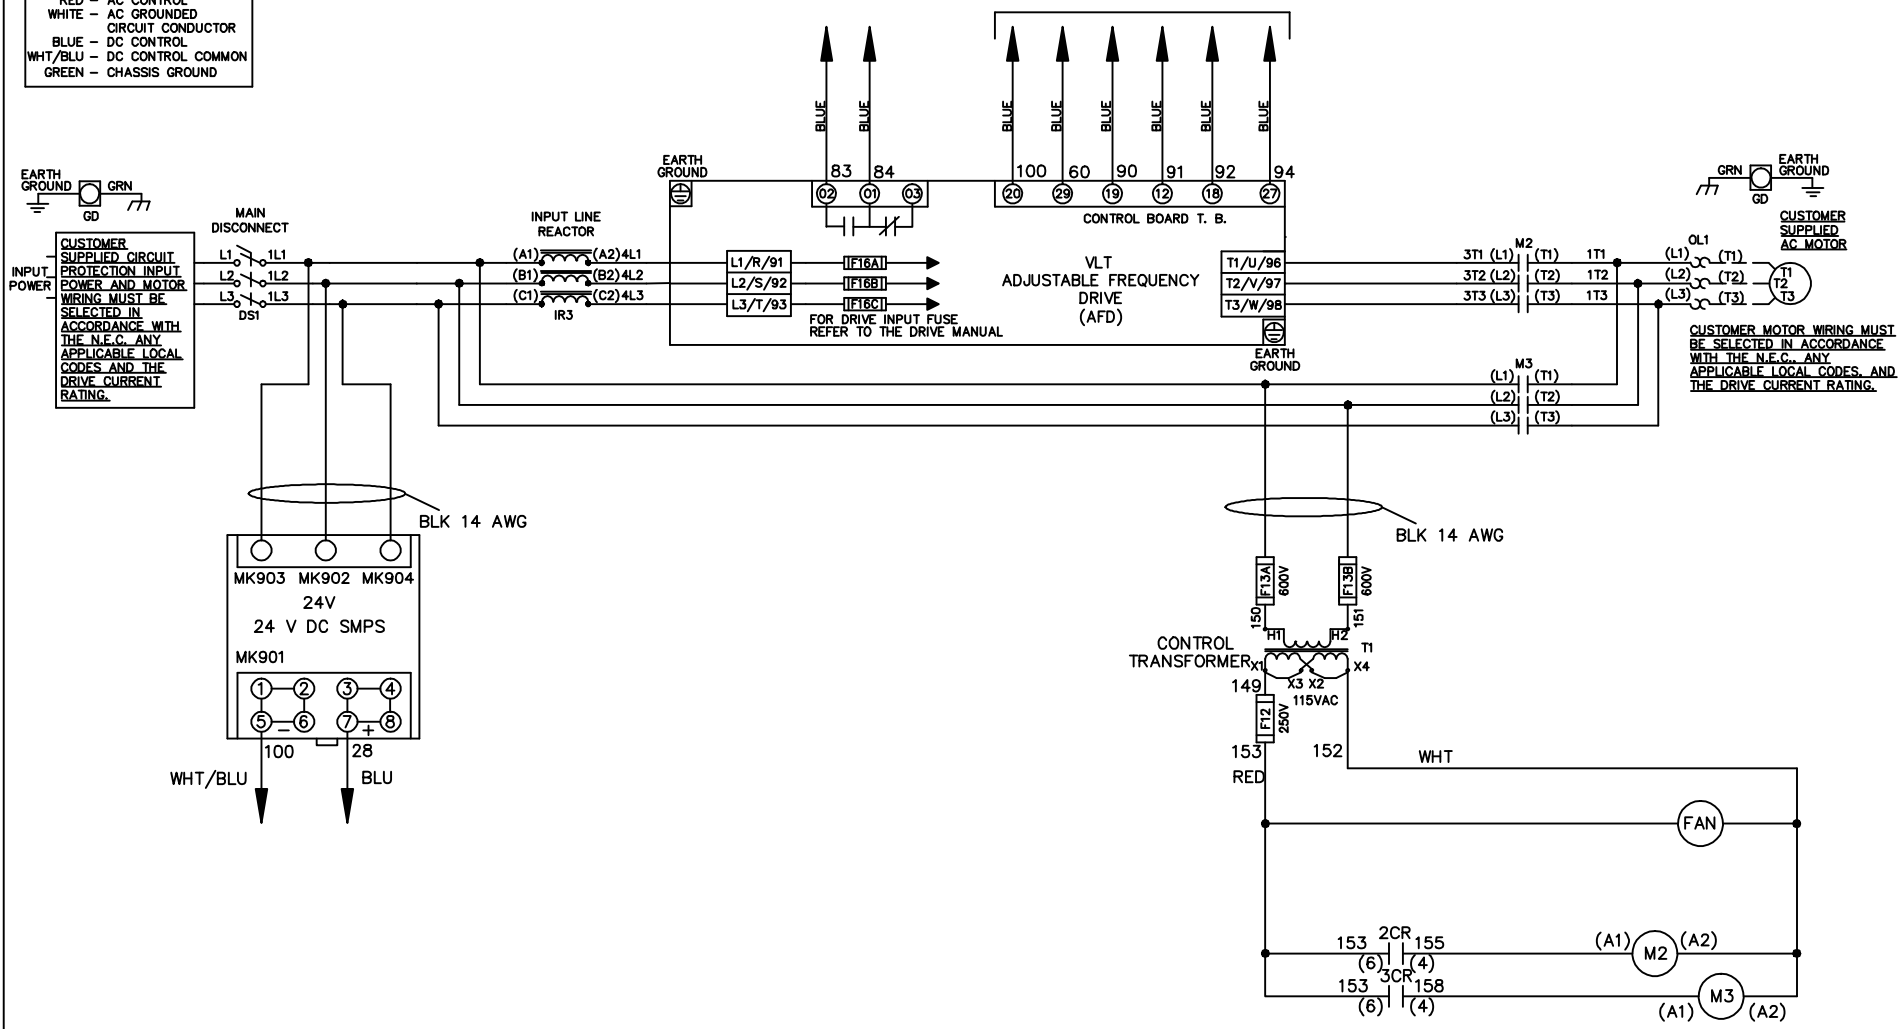 RED - AC CONTROL
WHITE - AC GROUNDED
CIRCUIT CONDUCTOR
BLUE - DC CONTROL
WHT/BLU - DC CONTROL COMMON
GREEN - CHASSIS GROUND
BLUE
BLUE
BLUE
BLUE
BLUE
BLUE
BLUE
BLUE
EARTH
GROUND
GRN
GD
EARTH
GROUND
83
84
02
01
03
100
60
90
91
92
94
20
29
19
12
18
27
CONTROL BOARD T. B.
GRN
EARTH
GROUND
GD
CUSTOMER
SUPPLIED
AC MOTOR
MAIN
DISCONNECT
INPUT LINE
REACTOR
INPUT
POWER
CUSTOMER
SUPPLIED CIRCUIT
PROTECTION INPUT
POWER AND MOTOR
WIRING MUST BE
SELECTED IN
ACCORDANCE WITH
THE N.E.C. ANY
APPLICABLE LOCAL
CODES AND THE
DRIVE CURRENT
RATING.
L1 1L1
L2 1L2
L3 1L3
DS1
(A1) (A2) 4L1
(B1) (B2) 4L2
(C1) (C2) 4L3
IR3
L1/R/91
L2/S/92
L3/T/93
F16A
F16B
F16C
FOR DRIVE INPUT FUSE
REFER TO THE DRIVE MANUAL
VLT
ADJUSTABLE FREQUENCY
DRIVE
(AFD)
T1/U/96
T2/V/97
T3/W/98
EARTH
GROUND
M2
3T1 (L1) (T1) 1T1
3T2 (L2) (T2) 1T2
3T3 (L3) (T3) 1T3
OL1
(L1) (T1)
(L2) (T2)
(L3) (T3)
T1
T2
T3
CUSTOMER MOTOR WIRING MUST
BE SELECTED IN ACCORDANCE
WITH THE N.E.C., ANY
APPLICABLE LOCAL CODES, AND
THE DRIVE CURRENT RATING.
M3
(L1) (T1)
(L2) (T2)
(L3) (T3)
BLK 14 AWG
BLK 14 AWG
MK903 MK902 MK904
24V
24 V DC SMPS
MK901
1 2 3 4
5 6 7 8
- +
100
28
WHT/BLU
BLU
F13A
600V
F13B
600V
150
151
H1
H2
CONTROL
TRANSFORMER
T1
X1
X4
X3 X2
115VAC
149
F12
250V
153
RED
152
WHT
FAN
2CR
153 155
(6) (4)
(A1) M2 (A2)
3CR
153 158
(6) (4)
(A1) M3 (A2)